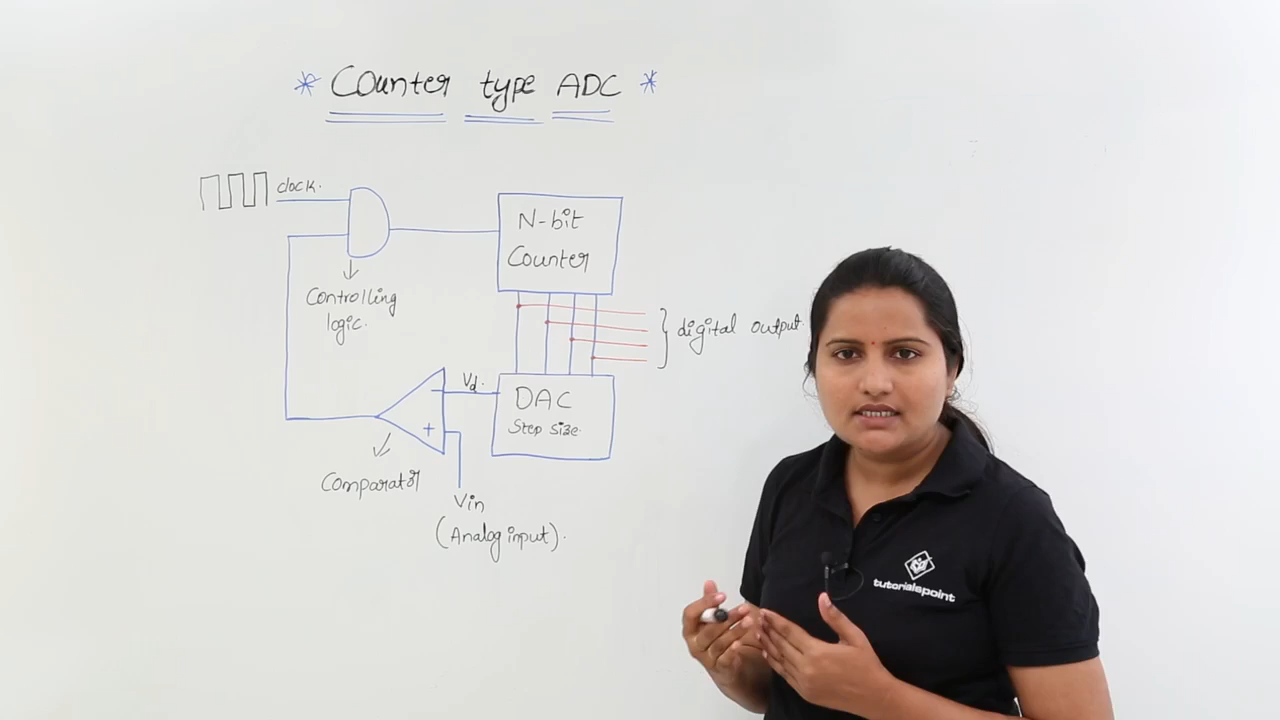 * Counter type ADC *
clock.
N-bit
Counter
Controlling
logic.
digital output.
Vd.
DAC
Step size.
-
+
Comparator
Vin
(Analog input).
tutorialspoint